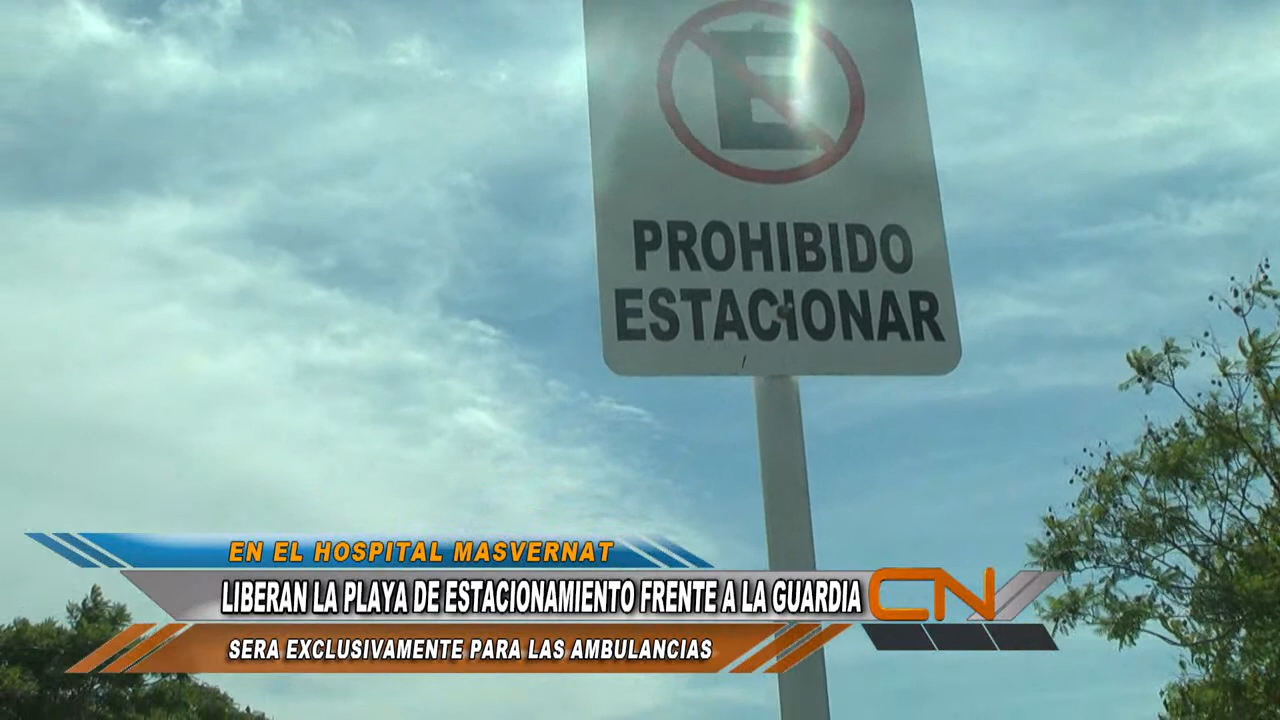 E
PROHIBIDO
ESTACIONAR
EN EL HOSPITAL MASVERNAT
LIBERAN LA PLAYA DE ESTACIONAMIENTO FRENTE A LA GUARDIA
CN
SERA EXCLUSIVAMENTE PARA LAS AMBULANCIAS